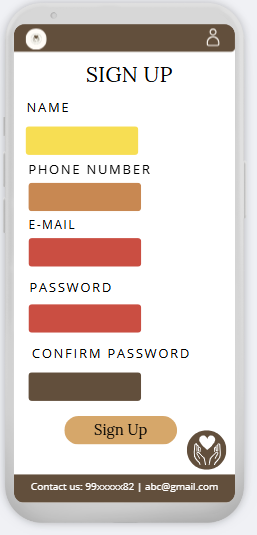 SIGN UP
NAME
PHONE NUMBER
E-MAIL
PASSWORD
CONFIRM PASSWORD
Sign Up
Contact us: 99xxxxx82 | abc@gmail.com